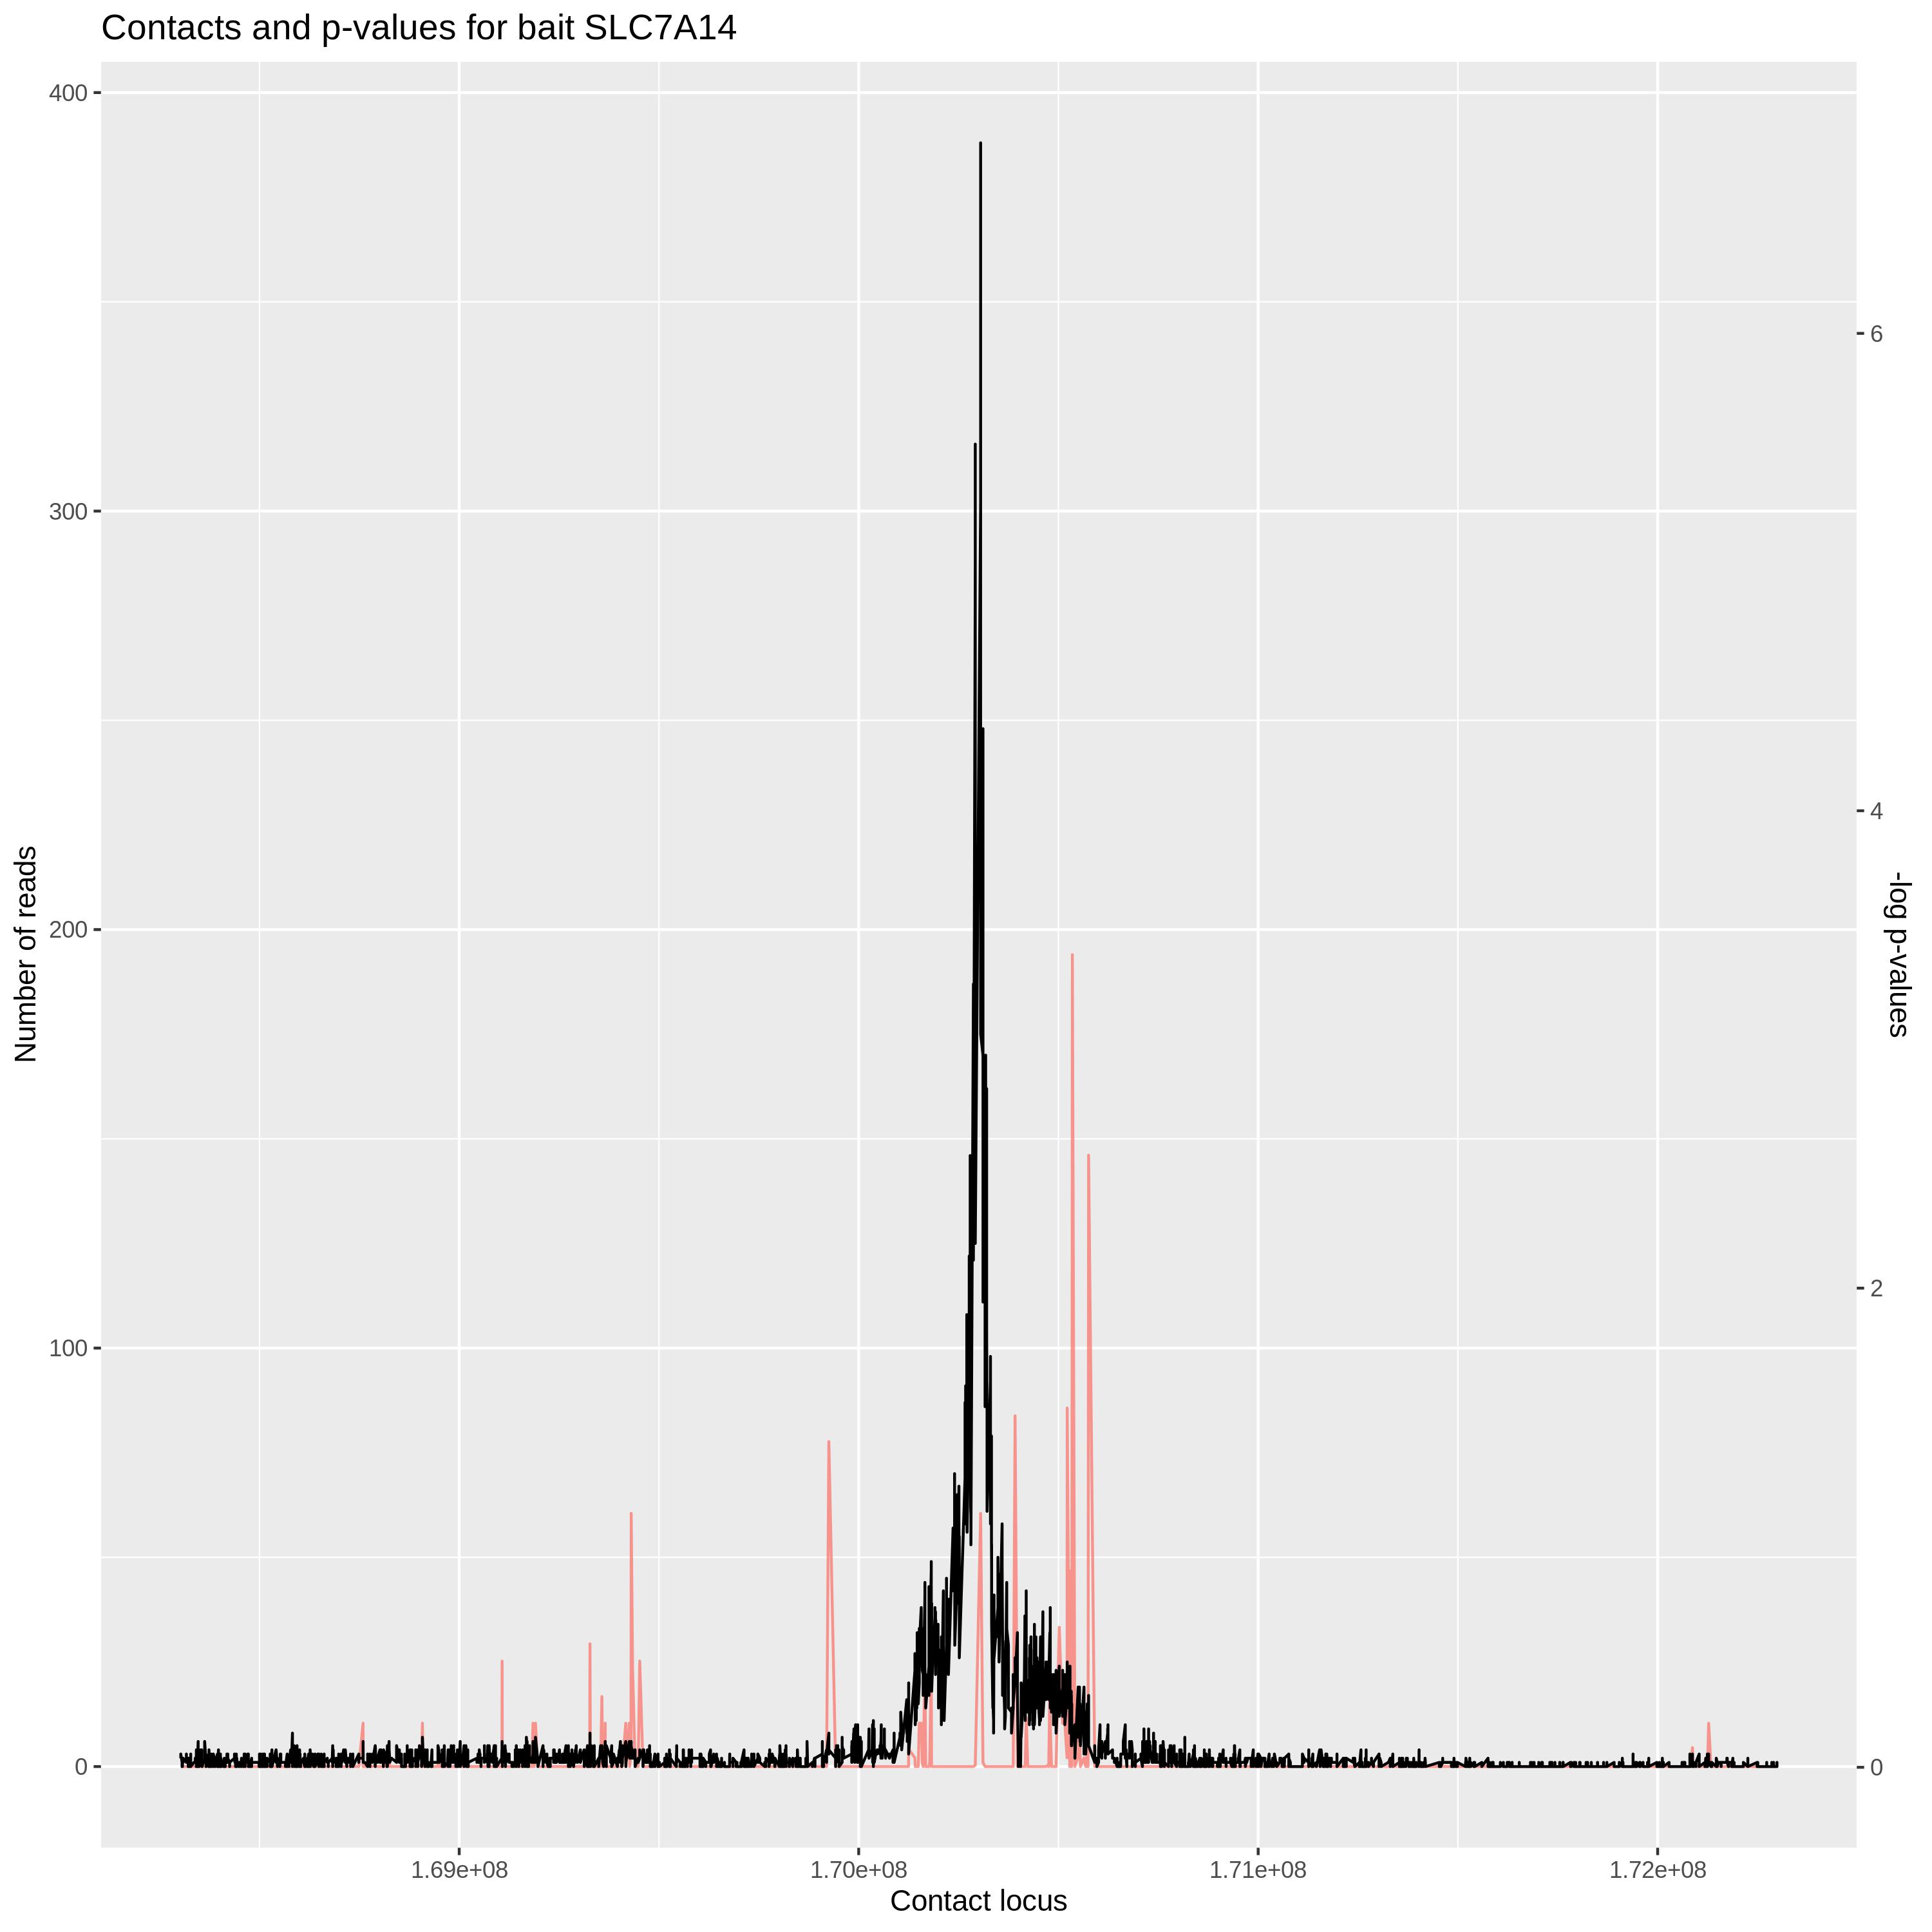 Contacts and p-values for bait SLC7A14
400
300
200
100
0
Number of reads
6
4
2
0
-log p-values
1.69e+08
1.70e+08
1.71e+08
1.72e+08
Contact locus